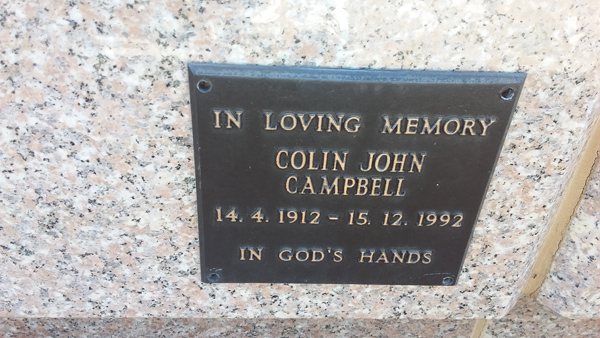 IN LOVING MEMORY
COLIN JOHN
CAMPBELL
14. 4. 1912 - 15. 12. 1992
IN GOD'S HANDS